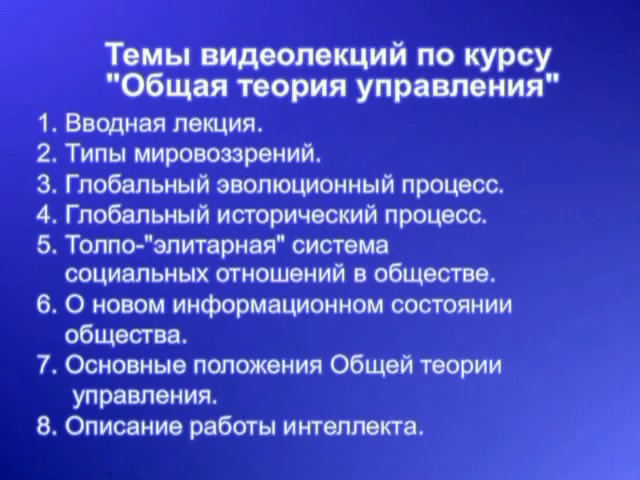 Темы видеолекций по курсу
"Общая теория управления"
1. Вводная лекция.
2. Типы мировоззрений.
3. Глобальный эволюционный процесс.
4. Глобальный исторический процесс.
5. Толпо-"элитарная" система
социальных отношений в обществе.
6. О новом информационном состоянии
общества.
7. Основные положения Общей теории
управления.
8. Описание работы интеллекта.